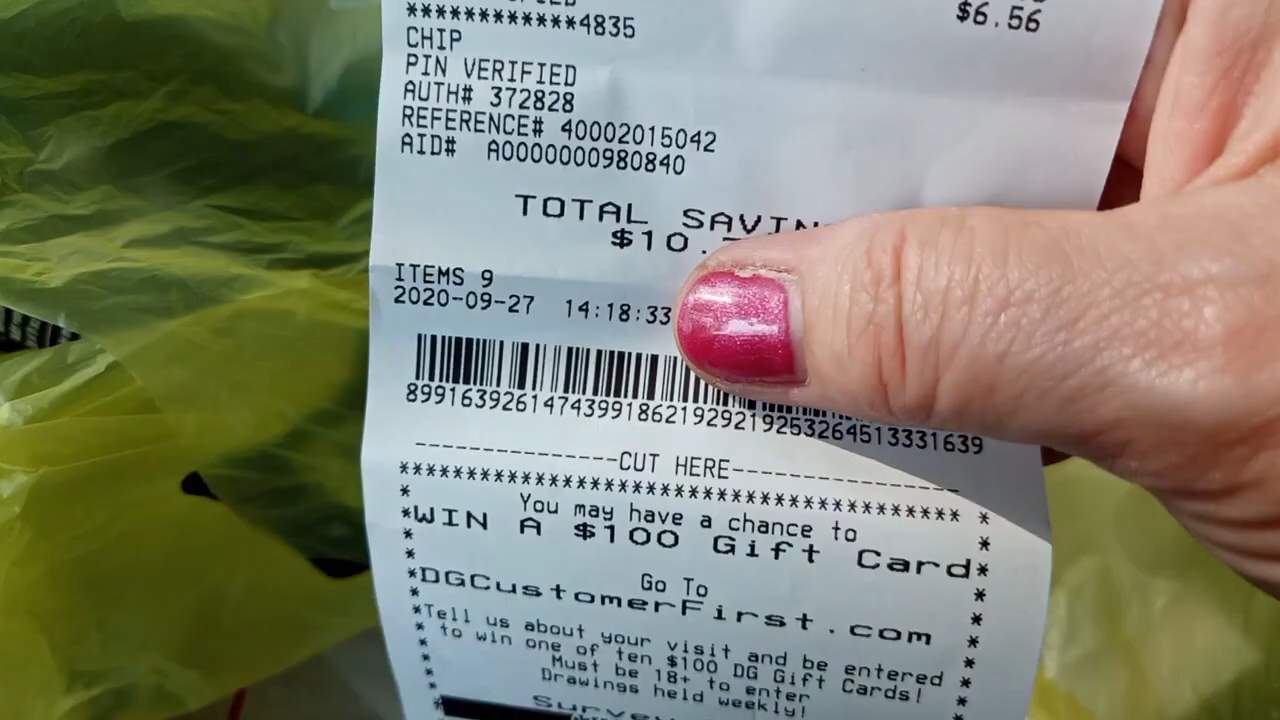 ************4835
$6.56
CHIP
PIN VERIFIED
AUTH# 372828
REFERENCE# 40002015042
AID# A0000000980840
TOTAL
$10.
ITEMS 9
2020-09-27 14:18:33
899163926147439918621929219253264513331639
---------------CUT HERE-----------------
***********************************
* You may have a chance to *
*WIN A $100 Gift Card*
* Go To *
*DGCustomerFirst.com *
*Tell us about your visit and be entered *
* to win one of ten $100 DG Gift Cards! *
* Must be 18+ to enter *
* Drawings held weekly! *